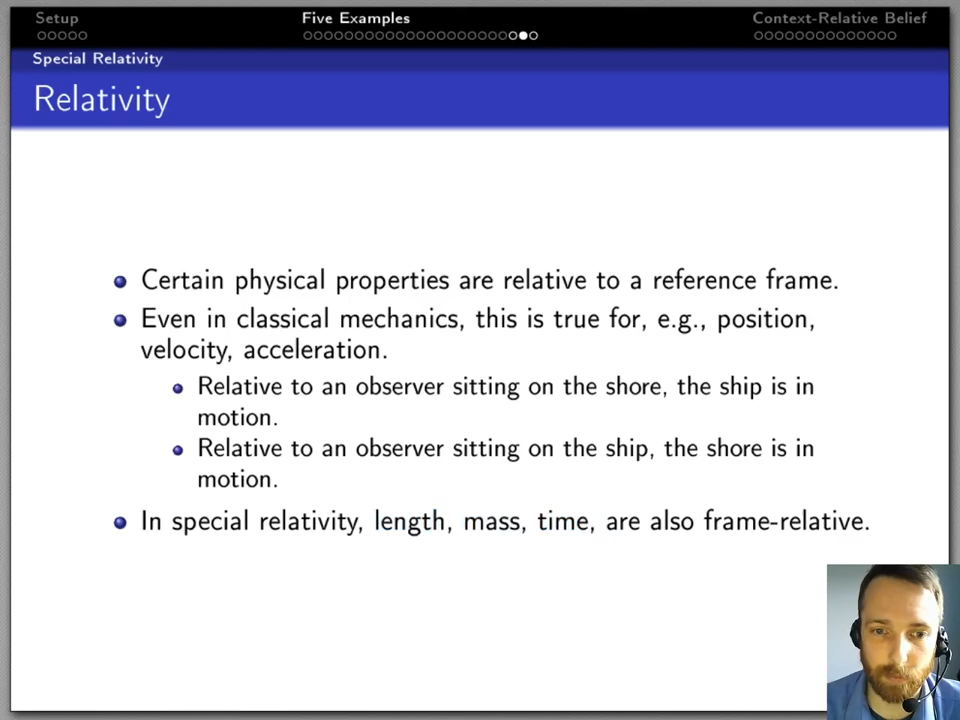 Setup
Five Examples
Context-Relative Belief
Special Relativity
Relativity
Certain physical properties are relative to a reference frame.
Even in classical mechanics, this is true for, e.g., position,
velocity, acceleration.
Relative to an observer sitting on the shore, the ship is in
motion.
Relative to an observer sitting on the ship, the shore is in
motion.
In special relativity, length, mass, time, are also frame-relative.